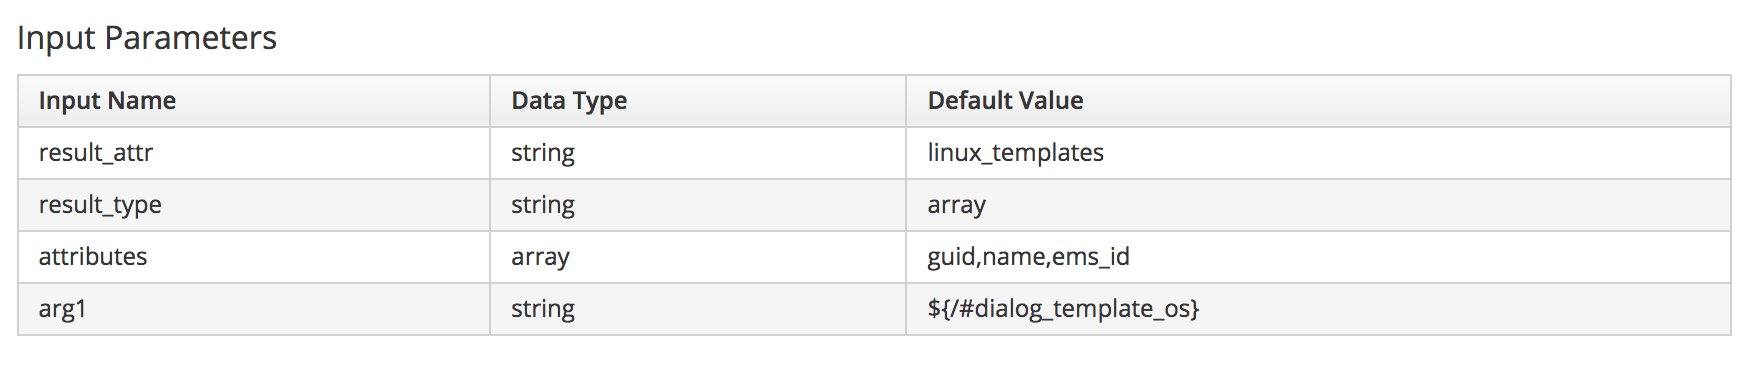 Input Parameters
Input Name Data Type Default Value
result_attr string linux_templates
result_type string array
attributes array guid,name,ems_id
arg1 string ${/#dialog_template_os}